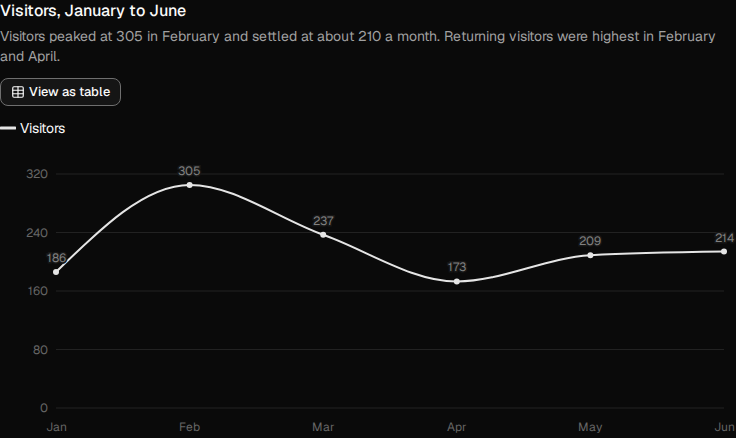 Visitors, January to June
Visitors peaked at 305 in February and settled at about 210 a month. Returning visitors were highest in February
and April.
View as table
Visitors
320
305
240
237
186
173
209
214
160
80
0
Jan Feb Mar Apr May Jun